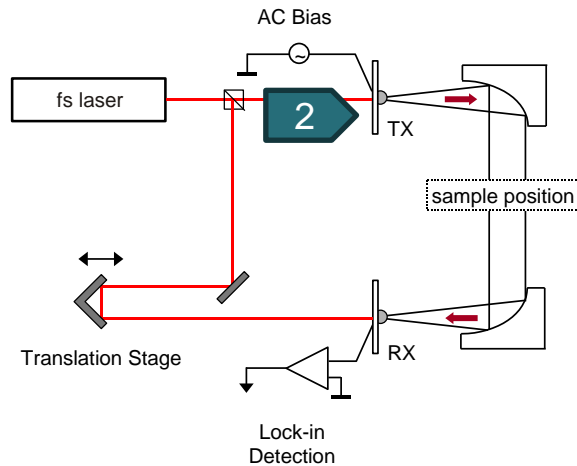 AC Bias
~
fs laser
2
TX
sample position
Translation Stage
RX
Lock-in
Detection